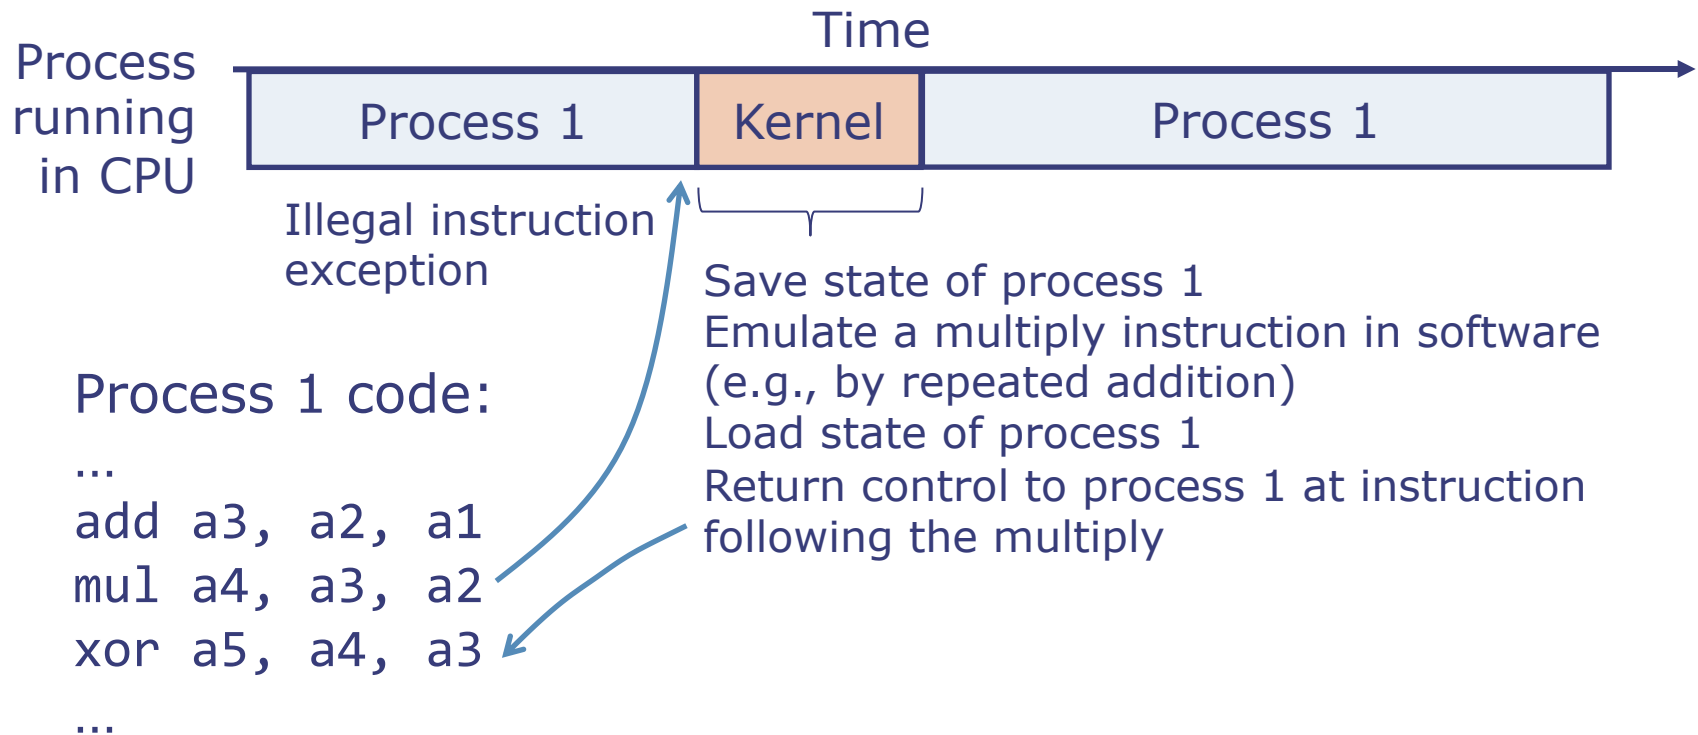 Time
Process
running
in CPU
Process 1
Kernel
Process 1
Illegal instruction
exception
Save state of process 1
Emulate a multiply instruction in software
(e.g., by repeated addition)
Load state of process 1
Return control to process 1 at instruction
following the multiply
Process 1 code:
…
add a3, a2, a1
mul a4, a3, a2
xor a5, a4, a3
…